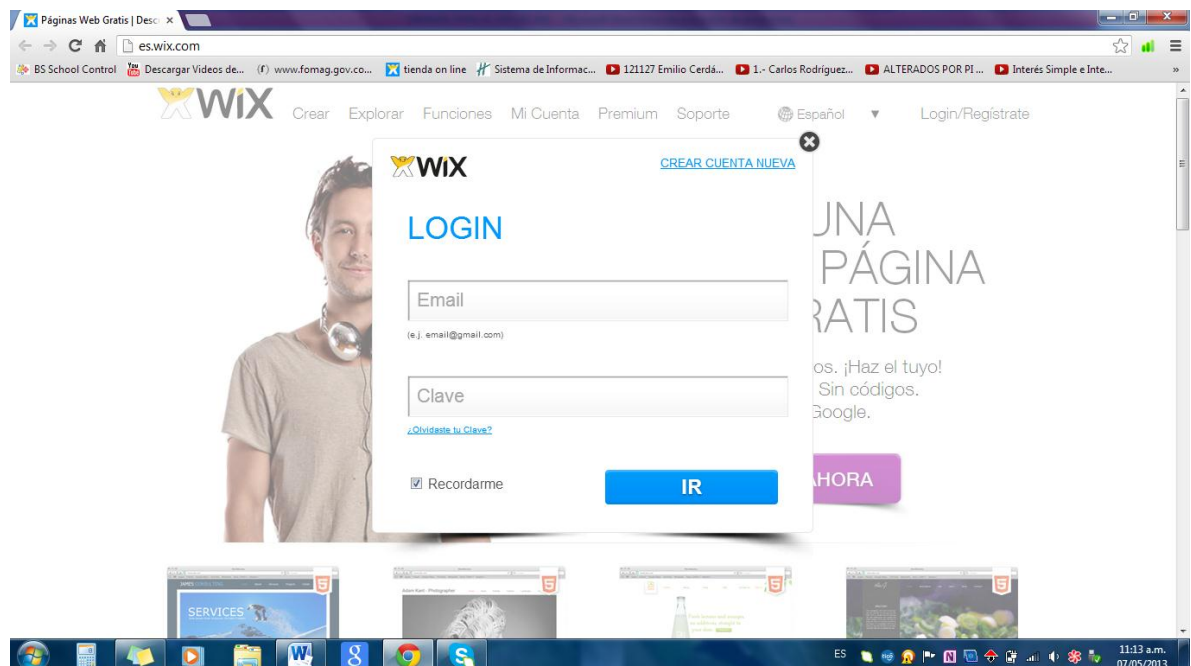 Páginas Web Gratis | Desc
es.wix.com
BS School Control
Descargar Videos de...
www.fomag.gov.co...
tienda on line
Sistema de Informac...
121127 Emilio Cerdá...
1.- Carlos Rodríguez...
ALTERADOS POR PI ...
Interés Simple e Inte...
WiX
Crear
Explorar
Funciones
Mi Cuenta
Premium
Soporte
Español
Login/Regístrate
WiX
CREAR CUENTA NUEVA
LOGIN
Email
(e.j. email@gmail.com)
Clave
¿Olvidaste tu Clave?
Recordarme
IR
UNA
PÁGINA
RATIS
os. ¡Haz el tuyo!
Sin códigos.
Google.
AHORA
SERVICES
ES
11:13 a.m.
07/05/2013